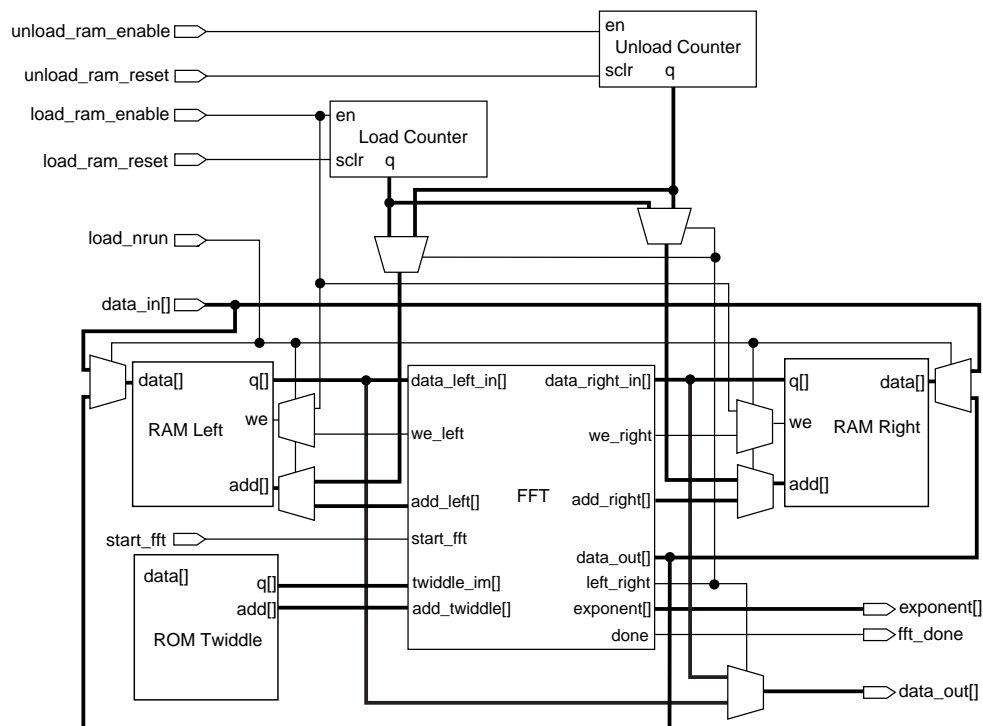 unload_ram_enable
en
Unload Counter
unload_ram_reset
sclr q
load_ram_enable
en
Load Counter
load_ram_reset
sclr q
load_nrun
data_in[]
data[] q[]
data_left_in[] data_right_in[]
q[] data[]
we
RAM Left
we_left we_right
we
RAM Right
add[]
add_left[] FFT add_right[]
add[]
start_fft
start_fft
data_out[]
data[]
q[]
twiddle_im[] left_right
add[]
add_twiddle[] exponent[]
exponent[]
ROM Twiddle
done
fft_done
data_out[]